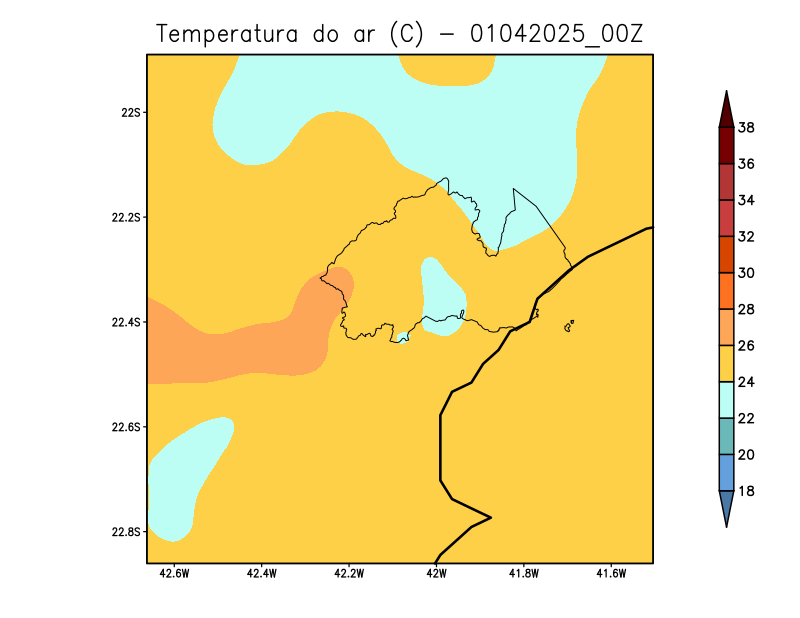 Temperatura do ar (C) - 01042025_00Z
22S
22.2S
22.4S
22.6S
22.8S
42.6W
42.4W
42.2W
42W
41.8W
41.6W
38
36
34
32
30
28
26
24
22
20
18